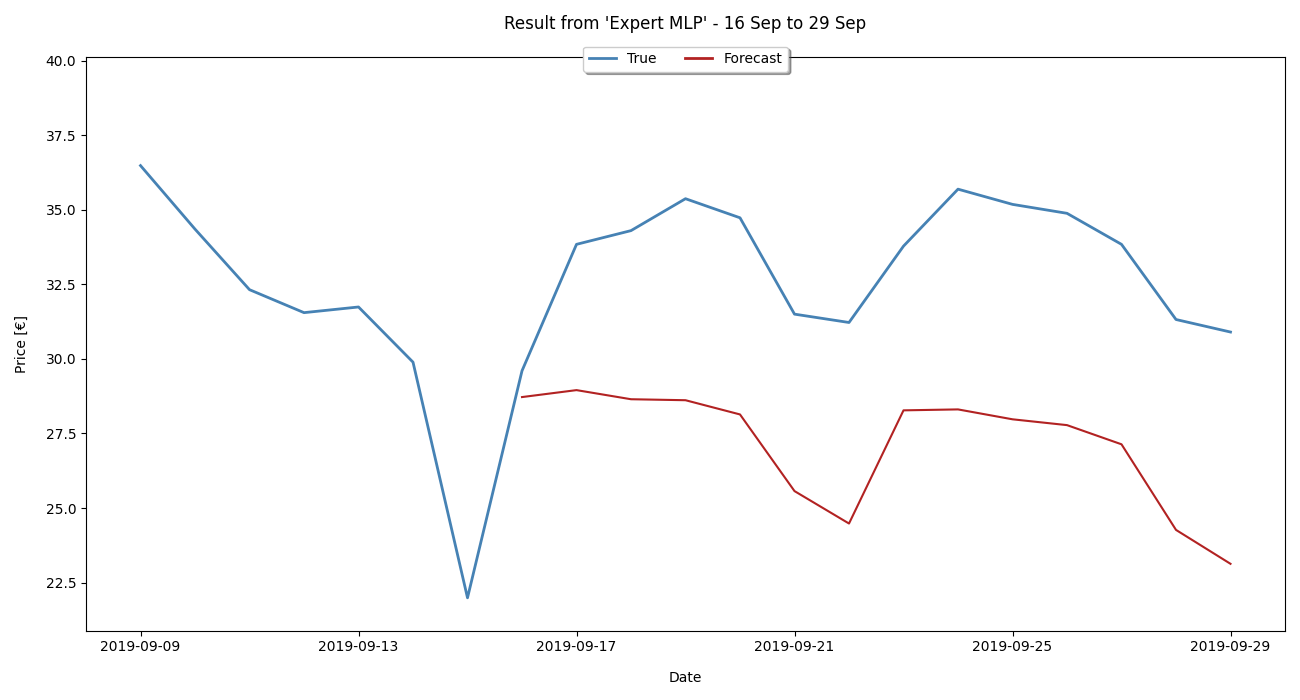 Result from 'Expert MLP' - 16 Sep to 29 Sep
True Forecast
40.0
37.5
35.0
32.5
30.0
27.5
25.0
22.5
Price [€]
2019-09-09 2019-09-13 2019-09-17 2019-09-21 2019-09-25 2019-09-29
Date